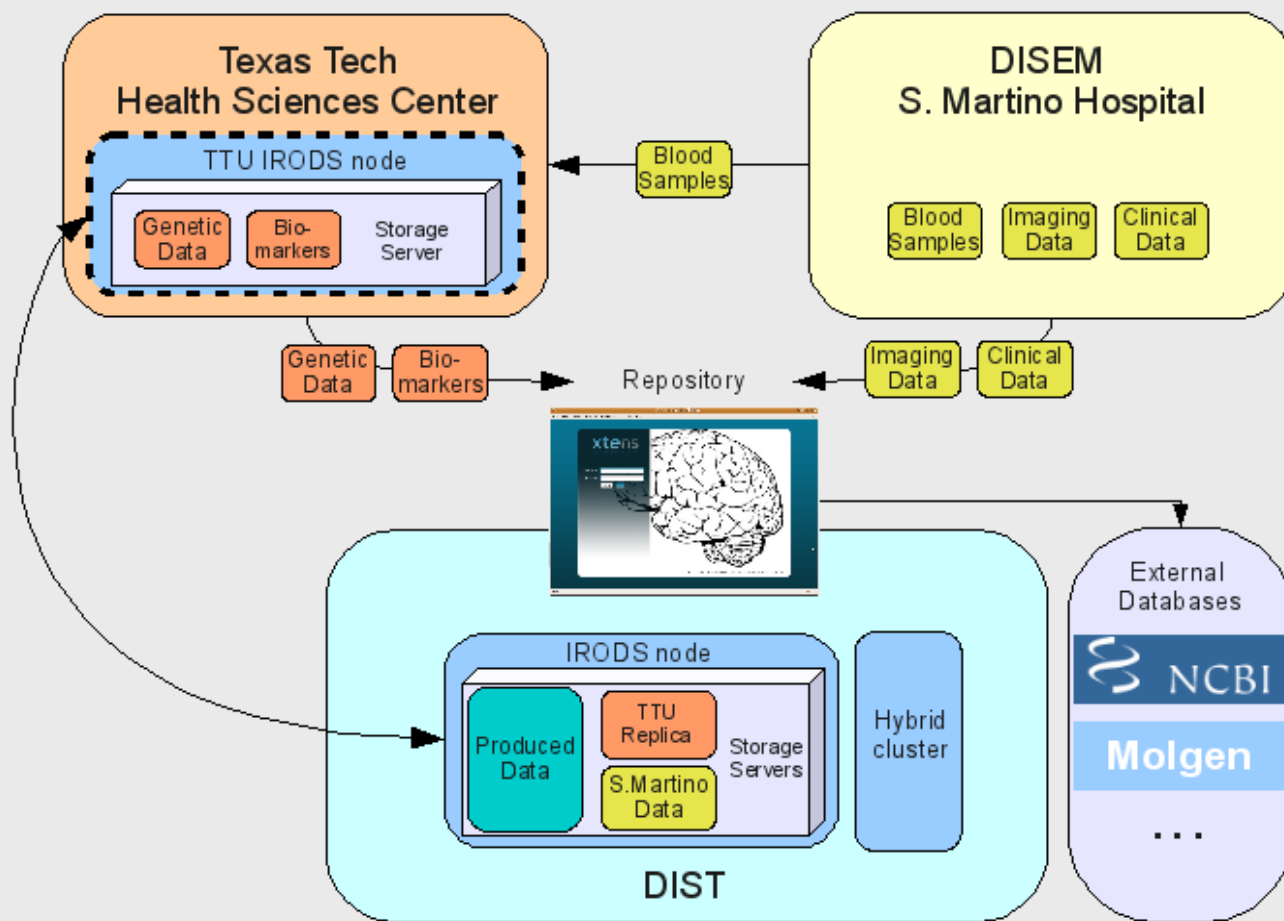 Texas Tech
Health Sciences Center
TTU IRODS node
Genetic
Data
Bio-
markers
Storage
Server
DISEM
S. Martino Hospital
Blood
Samples
Blood
Samples
Imaging
Data
Clinical
Data
Genetic
Data
Bio-
markers
Repository
Imaging
Data
Clinical
Data
xtens
External
Databases
NCBI
Molgen
...
IRODS node
Produced
Data
TTU
Replica
S.Martino
Data
Storage
Servers
Hybrid
cluster
DIST